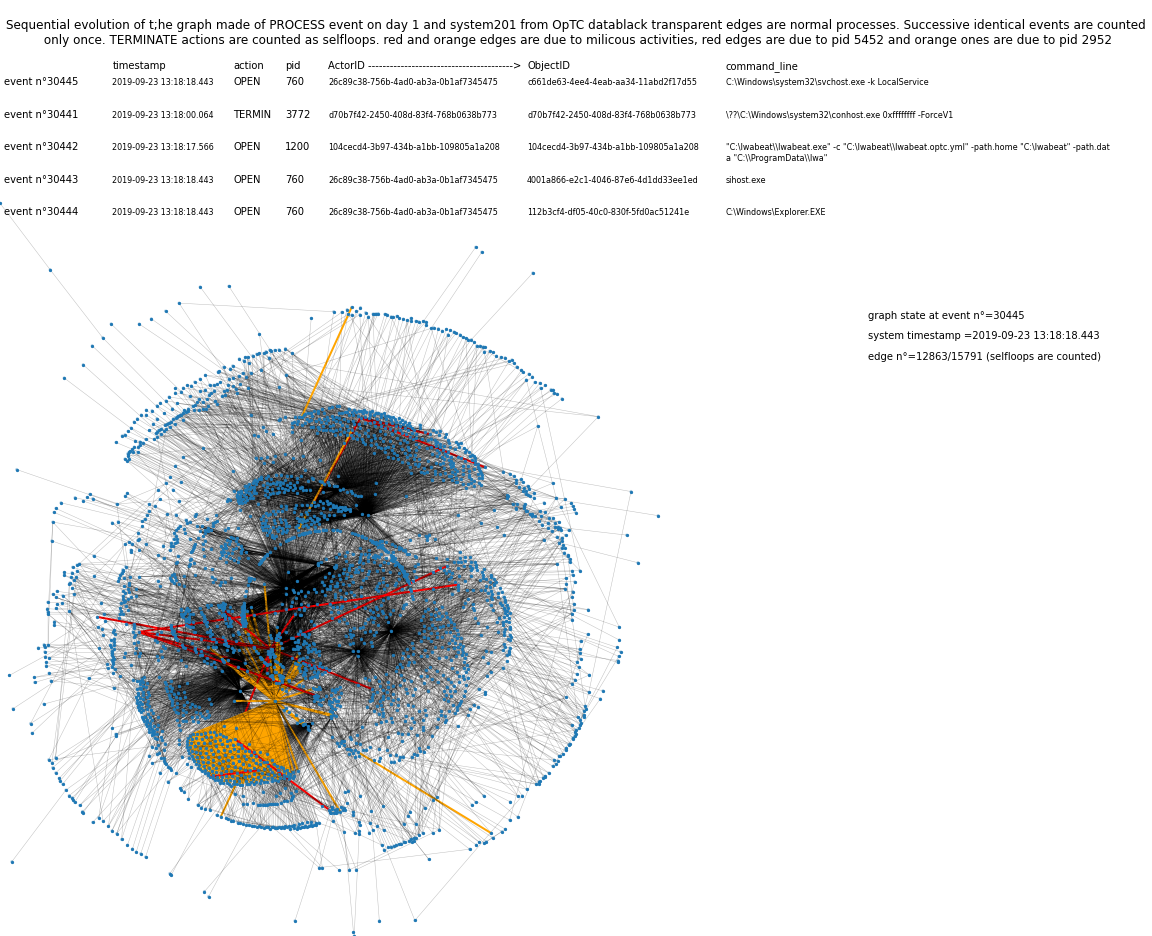 Sequential evolution of t;he graph made of PROCESS event on day 1 and system201 from OpTC datablack transparent edges are normal processes. Successive identical events are counted
only once. TERMINATE actions are counted as selfloops. red and orange edges are due to milicous activities, red edges are due to pid 5452 and orange ones are due to pid 2952
timestamp action pid ActorID ----------------------------------------> ObjectID command_line
event n°30445 2019-09-23 13:18:18.443 OPEN 760 26c89c38-756b-4ad0-ab3a-0b1af7345475 c661de63-4ee4-4eab-aa34-11abd2f17d55 C:\Windows\system32\svchost.exe -k LocalService
event n°30441 2019-09-23 13:18:00.064 TERMIN 3772 d70b7f42-2450-408d-83f4-768b0638b773 d70b7f42-2450-408d-83f4-768b0638b773 \??\C:\Windows\system32\conhost.exe 0xffffffff -ForceV1
event n°30442 2019-09-23 13:18:17.566 OPEN 1200 104cecd4-3b97-434b-a1bb-109805a1a208 104cecd4-3b97-434b-a1bb-109805a1a208 "C:\lwabeat\\lwabeat.exe" -c "C:\lwabeat\\lwabeat.optc.yml" -path.home "C:\lwabeat" -path.dat
a "C:\\ProgramData\\lwa"
event n°30443 2019-09-23 13:18:18.443 OPEN 760 26c89c38-756b-4ad0-ab3a-0b1af7345475 4001a866-e2c1-4046-87e6-4d1dd33ee1ed sihost.exe
event n°30444 2019-09-23 13:18:18.443 OPEN 760 26c89c38-756b-4ad0-ab3a-0b1af7345475 112b3cf4-df05-40c0-830f-5fd0ac51241e C:\Windows\Explorer.EXE
graph state at event n°=30445
system timestamp =2019-09-23 13:18:18.443
edge n°=12863/15791 (selfloops are counted)